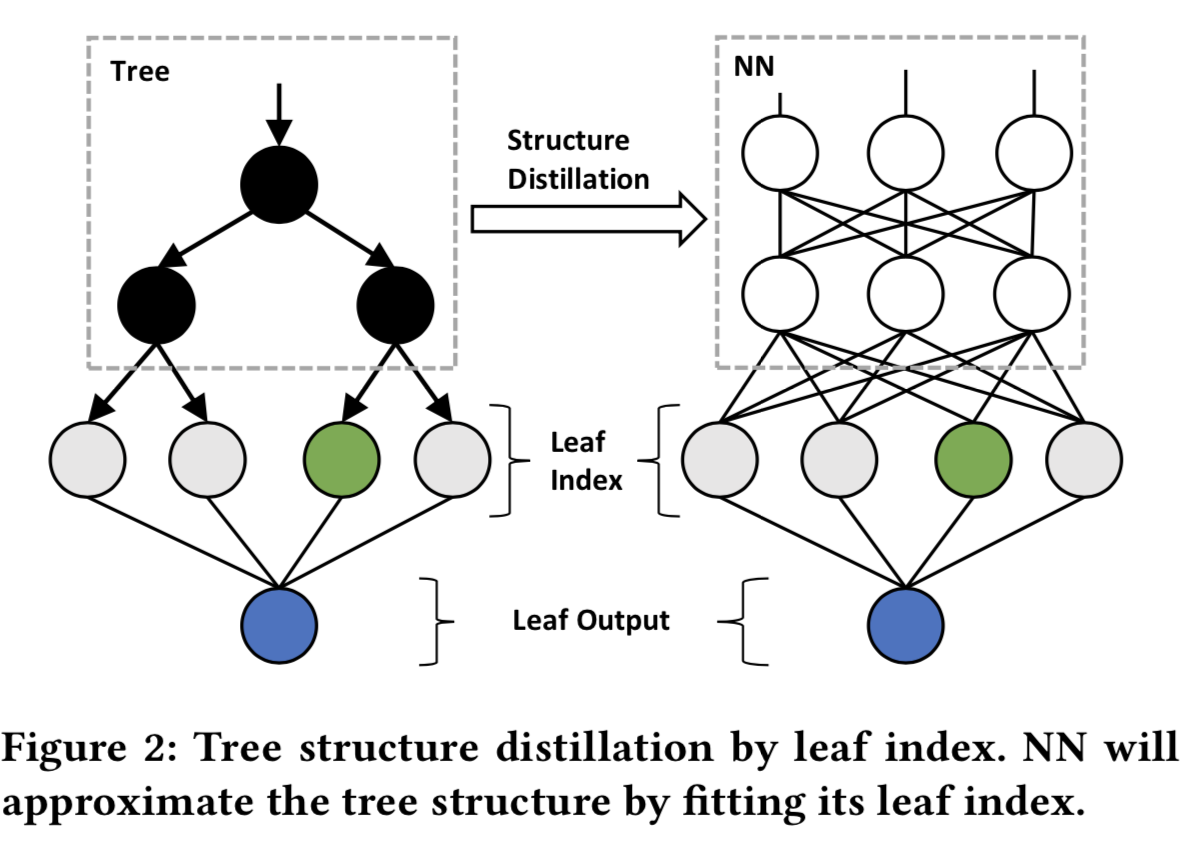 Tree
NN
Structure
Distillation
Leaf
Index
Leaf Output
Figure 2: Tree structure distillation by leaf index. NN will
approximate the tree structure by fitting its leaf index.